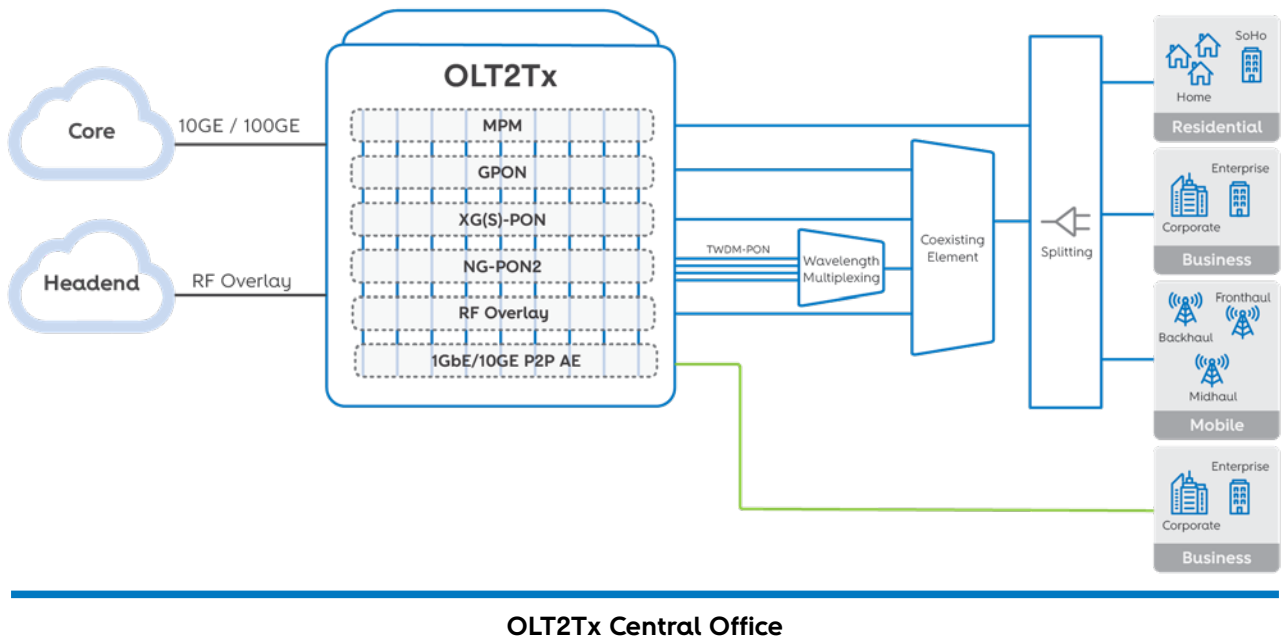 OLT2Tx
Core
10GE / 100GE
Headend
RF Overlay
MPM
GPON
XG(S)-PON
NG-PON2
RF Overlay
1GbE/10GE P2P AE
TWDM-PON
Wavelength
Multiplexing
Coexisting
Element
Splitting
SoHo
Home
Residential
Enterprise
Corporate
Business
Fronthaul
Backhaul
Midhaul
Mobile
Enterprise
Corporate
Business
OLT2Tx Central Office